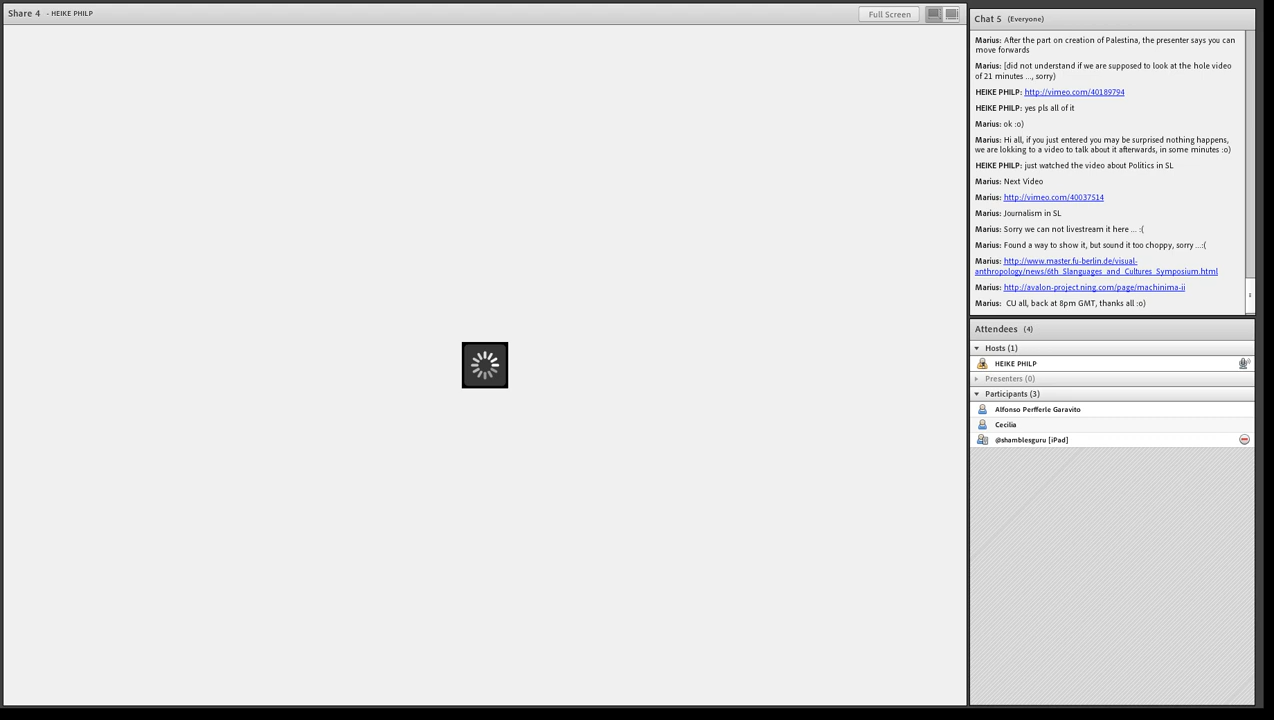 Share 4 - HEIKE PHILP
Full Screen
Chat 5 (Everyone)
Marius: After the part on creation of Palestina, the presenter says you can
move forwards
Marius: [did not understand if we are supposed to look at the hole video
of 21 minutes ..., sorry)
HEIKE PHILP: http://vimeo.com/40189794
HEIKE PHILP: yes pls all of it
Marius: ok :o)
Marius: Hi all, if you just entered you may be surprised nothing happens,
we are lokking to a video to talk about it afterwards, in some minutes :o)
HEIKE PHILP: just watched the video about Politics in SL
Marius: Next Video
Marius: http://vimeo.com/40037514
Marius: Journalism in SL
Marius: Sorry we can not livestream it here ... :(
Marius: Found a way to show it, but sound it too choppy, sorry ...:(
Marius: http://www.master.fu-berlin.de/visual-
anthropology/news/6th_Slanguages_and_Cultures_Symposium.html
Marius: http://avalon-project.ning.com/page/machinima-ii
Marius: CU all, back at 8pm GMT, thanks all :o)
Attendees (4)
Hosts (1)
HEIKE PHILP
Presenters (0)
Participants (3)
Alfonso Perfferle Garavito
Cecilia
@shamblesguru [iPad]